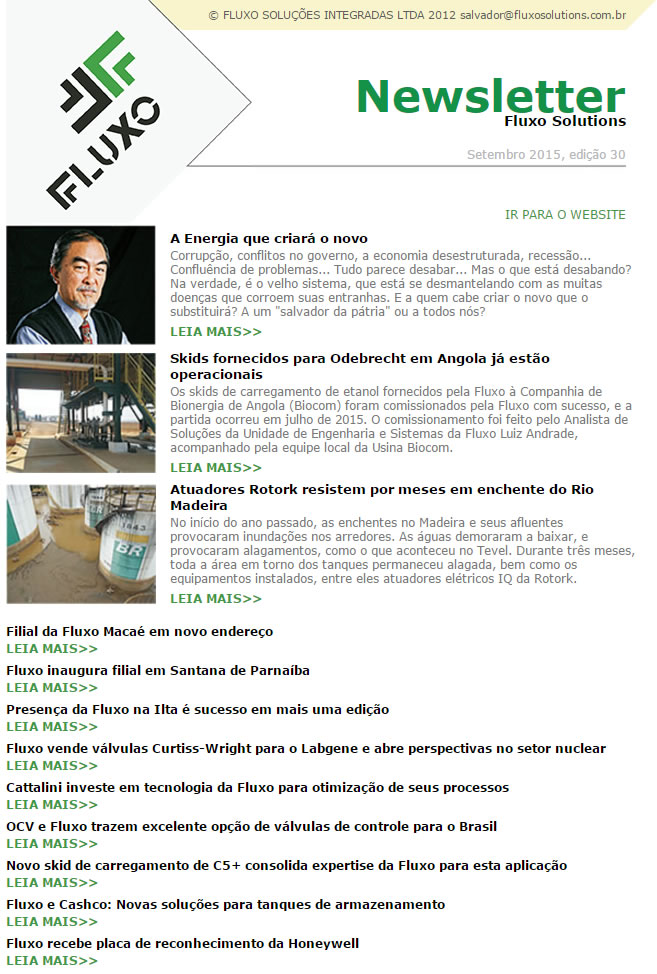 © FLUXO SOLUÇÕES INTEGRADAS LTDA 2012 salvador@fluxosolutions.com.br
FLUXO
Newsletter
Fluxo Solutions
Setembro 2015, edição 30
IR PARA O WEBSITE
A Energia que criará o novo
Corrupção, conflitos no governo, a economia desestruturada, recessão...
Confluência de problemas... Tudo parece desabar... Mas o que está desabando?
Na verdade, é o velho sistema, que está se desmantelando com as muitas
doenças que corroem suas entranhas. E a quem cabe criar o novo que o
substituirá? A um "salvador da pátria" ou a todos nós?
LEIA MAIS>>
Skids fornecidos para Odebrecht em Angola já estão
operacionais
Os skids de carregamento de etanol fornecidos pela Fluxo à Companhia de
Bionergia de Angola (Biocom) foram comissionados pela Fluxo com sucesso, e a
partida ocorreu em julho de 2015. O comissionamento foi feito pelo Analista de
Soluções da Unidade de Engenharia e Sistemas da Fluxo Luiz Andrade,
acompanhado pela equipe local da Usina Biocom.
LEIA MAIS>>
1843
BR
Atuadores Rotork resistem por meses em enchente do Rio
Madeira
No início do ano passado, as enchentes no Madeira e seus afluentes
provocaram inundações nos arredores. As águas demoraram a baixar, e
provocaram alagamentos, como o que aconteceu no Tevel. Durante três meses,
toda a área em torno dos tanques permaneceu alagada, bem como os
equipamentos instalados, entre eles atuadores elétricos IQ da Rotork.
LEIA MAIS>>
Filial da Fluxo Macaé em novo endereço
LEIA MAIS>>
Fluxo inaugura filial em Santana de Parnaíba
LEIA MAIS>>
Presença da Fluxo na Ilta é sucesso em mais uma edição
LEIA MAIS>>
Fluxo vende válvulas Curtiss-Wright para o Labgene e abre perspectivas no setor nuclear
LEIA MAIS>>
Cattalini investe em tecnologia da Fluxo para otimização de seus processos
LEIA MAIS>>
OCV e Fluxo trazem excelente opção de válvulas de controle para o Brasil
LEIA MAIS>>
Novo skid de carregamento de C5+ consolida expertise da Fluxo para esta aplicação
LEIA MAIS>>
Fluxo e Cashco: Novas soluções para tanques de armazenamento
LEIA MAIS>>
Fluxo recebe placa de reconhecimento da Honeywell
LEIA MAIS>>